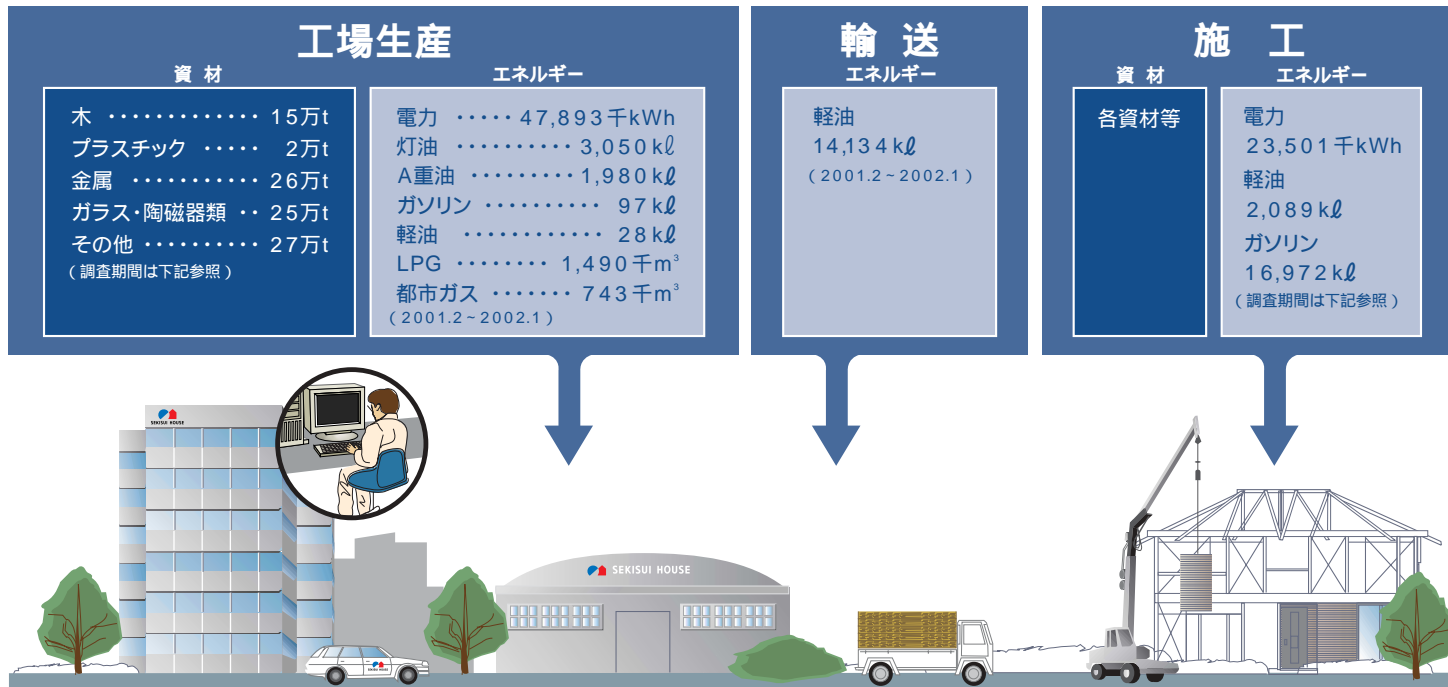 工場生産
資材
木 ············· 15万t
プラスチック ····· 2万t
金属 ··········· 26万t
ガラス・陶磁器類 ·· 25万t
その他 ·········· 27万t
（調査期間は下記参照）
エネルギー
電力 ····· 47,893千kWh
灯油 ·········· 3,050kℓ
A重油 ········· 1,980kℓ
ガソリン ·········· 97kℓ
軽油 ············ 28kℓ
LPG ········ 1,490千m³
都市ガス ······· 743千m³
（2001.2~2002.1）
輸送
エネルギー
軽油
14,134kℓ
（2001.2~2002.1）
施工
資材
各資材等
エネルギー
電力
23,501千kWh
軽油
2,089kℓ
ガソリン
16,972kℓ
（調査期間は下記参照）
SEKISUI HOUSE
SEKISUI HOUSE
SEKISUI HOUSE